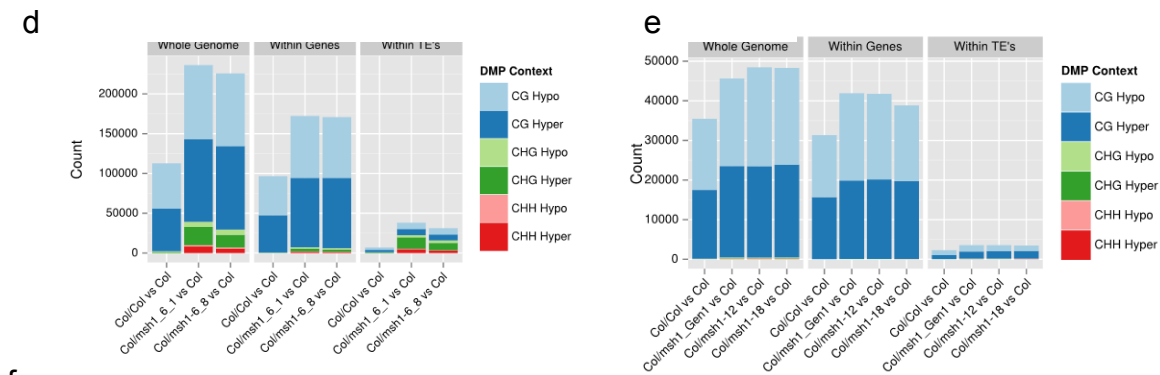 d
Whole Genome Within Genes Within TE's
200000
150000
100000
50000
0
Count
Col/Col vs Col
Col/msh1_6_1 vs Col
Col/msh1-6_8 vs Col
Col/Col vs Col
Col/msh1_6_1 vs Col
Col/msh1-6_8 vs Col
Col/Col vs Col
Col/msh1_6_1 vs Col
Col/msh1-6_8 vs Col
DMP Context
CG Hypo
CG Hyper
CHG Hypo
CHG Hyper
CHH Hypo
CHH Hyper
e
Whole Genome Within Genes Within TE's
50000
40000
30000
20000
10000
0
Count
Col/Col vs Col
Col/msh1_Gen1 vs Col
Col/msh1-12 vs Col
Col/msh1-18 vs Col
Col/Col vs Col
Col/msh1_Gen1 vs Col
Col/msh1-12 vs Col
Col/msh1-18 vs Col
Col/Col vs Col
Col/msh1_Gen1 vs Col
Col/msh1-12 vs Col
Col/msh1-18 vs Col
DMP Context
CG Hypo
CG Hyper
CHG Hypo
CHG Hyper
CHH Hypo
CHH Hyper